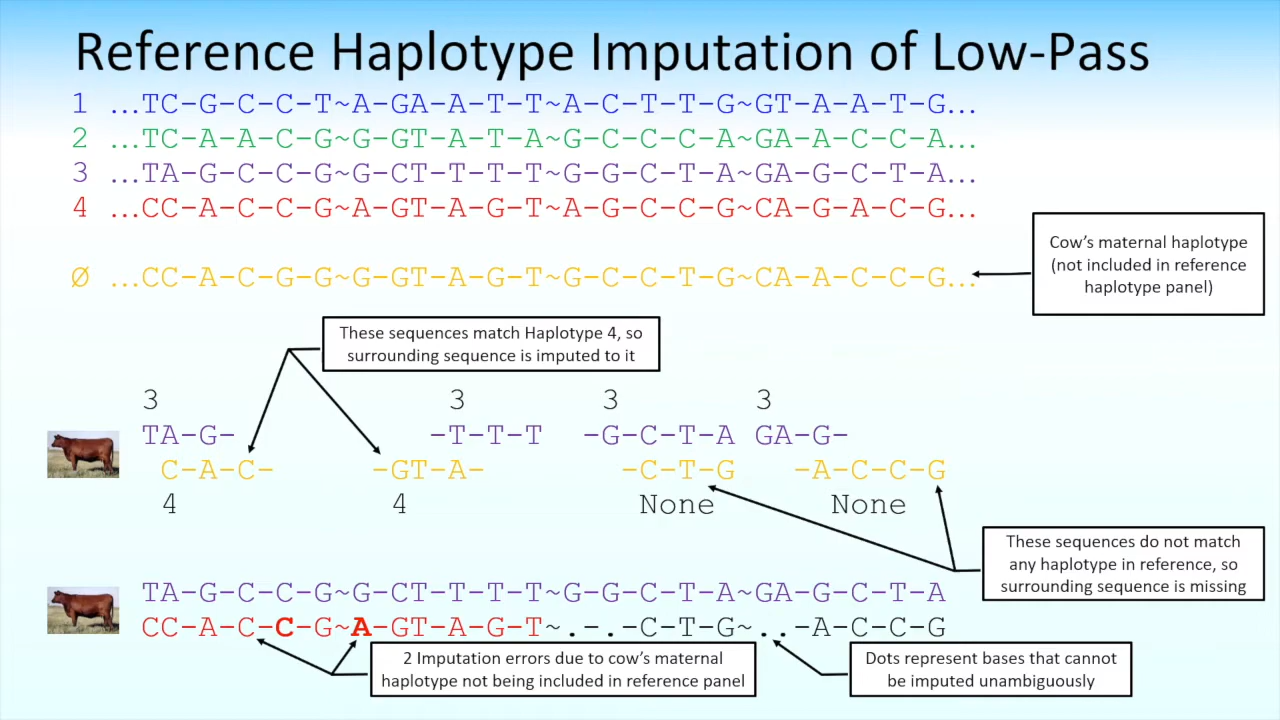 Reference Haplotype Imputation of Low-Pass
1 …TC-G-C-C-T~A-GA-A-T-T~A-C-T-T-G~GT-A-A-T-G…
2 …TC-A-A-C-G~G-GT-A-T-A~G-C-C-C-A~GA-A-C-C-A…
3 …TA-G-C-C-G~G-CT-T-T-T~G-G-C-T-A~GA-G-C-T-A…
4 …CC-A-C-C-G~A-GT-A-G-T~A-G-C-C-G~CA-G-A-C-G…
Cow's maternal haplotype
(not included in reference
haplotype panel)
Ø …CC-A-C-G-G~G-GT-A-G-T~G-C-C-T-G~CA-A-C-C-G…
These sequences match Haplotype 4, so
surrounding sequence is imputed to it
3 3 3 3
TA-G- -T-T-T -G-C-T-A GA-G-
C-A-C- -GT-A- -C-T-G -A-C-C-G
4 4 None None
These sequences do not match
any haplotype in reference, so
surrounding sequence is missing
TA-G-C-C-G~G-CT-T-T-T~G-G-C-T-A~GA-G-C-T-A
CC-A-C-C-G~A-GT-A-G-T~.-.-C-T-G~..-A-C-C-G
2 Imputation errors due to cow's maternal
haplotype not being included in reference panel
Dots represent bases that cannot
be imputed unambiguously